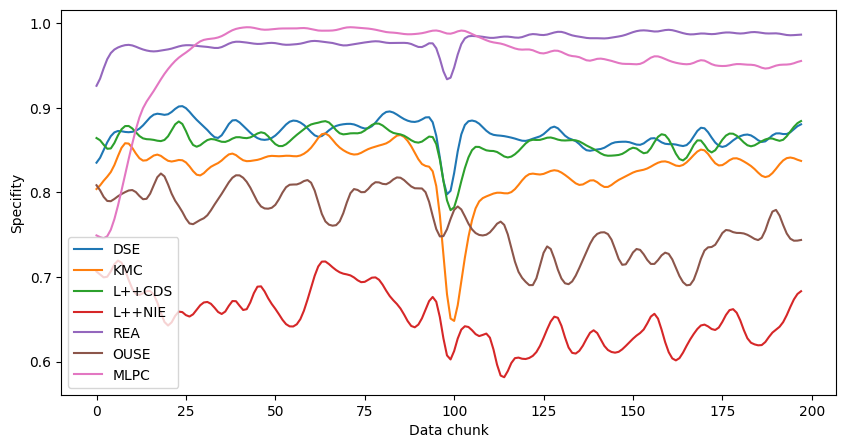 1.0
0.9
0.8
0.7
0.6
Specifity
DSE
KMC
L++CDS
L++NIE
REA
OUSE
MLPC
0 25 50 75 100 125 150 175 200
Data chunk